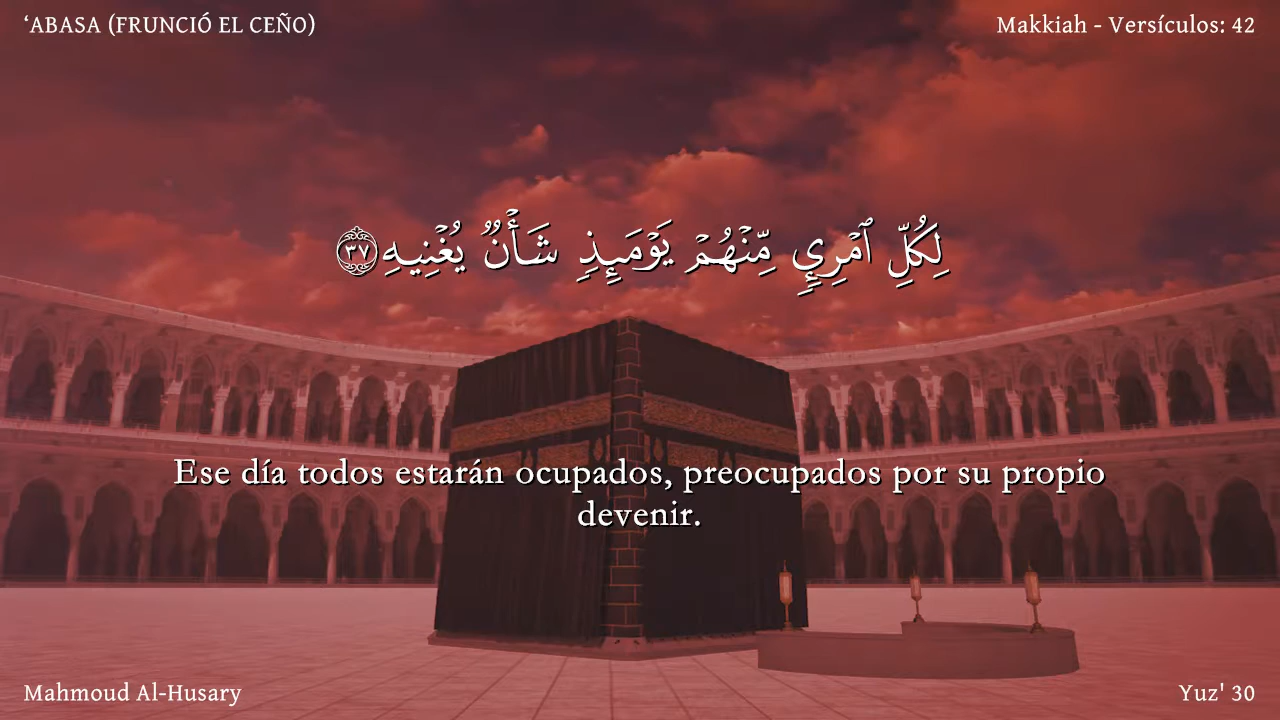 ‘ABASA (FRUNCIÓ EL CEÑO)
Makkiah - Versículos: 42
لِكُلِّ ٱمْرِئٍ مِّنْهُمْ يَوْمَئِذٍ شَأْنٌ يُغْنِيهِ ٣٧
Ese día todos estarán ocupados, preocupados por su propio
devenir.
Mahmoud Al-Husary
Yuz' 30